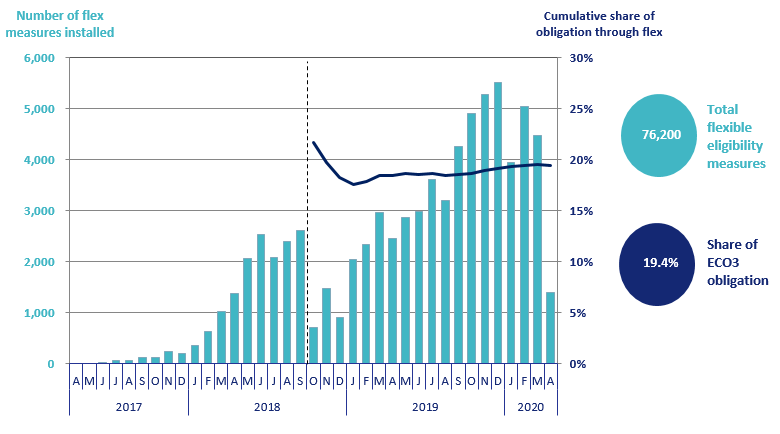 Number of flex
measures installed
Cumulative share of
obligation through flex
6,000
5,000
4,000
3,000
2,000
1,000
0
30%
25%
20%
15%
10%
5%
0%
A M J J A S O N D J F M A M J J A S O N D J F M A M J J A S O N D J F M A
2017 2018 2019 2020
76,200
Total
flexible
eligibility
measures
19.4%
Share of
ECO3
obligation